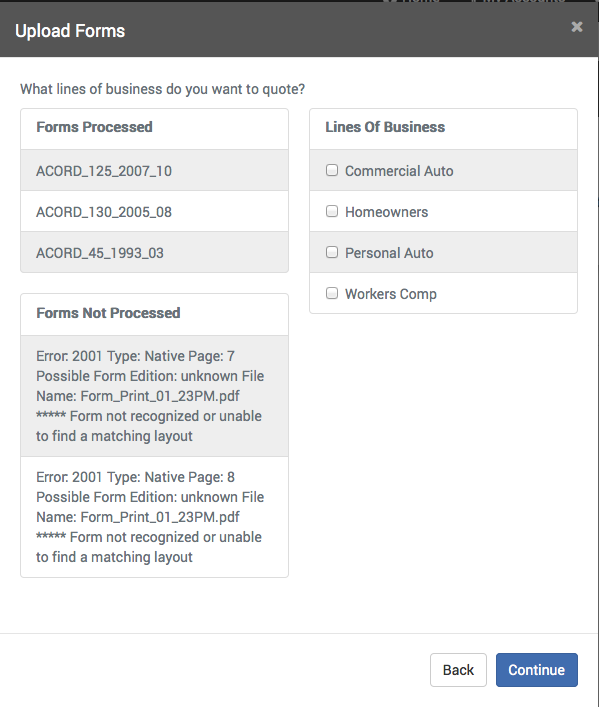 Upload Forms
What lines of business do you want to quote?
Forms Processed
ACORD_125_2007_10
ACORD_130_2005_08
ACORD_45_1993_03
Forms Not Processed
Error: 2001 Type: Native Page: 7
Possible Form Edition: unknown File
Name: Form_Print_01_23PM.pdf
***** Form not recognized or unable
to find a matching layout
Error: 2001 Type: Native Page: 8
Possible Form Edition: unknown File
Name: Form_Print_01_23PM.pdf
***** Form not recognized or unable
to find a matching layout
Lines Of Business
Commercial Auto
Homeowners
Personal Auto
Workers Comp
Back
Continue